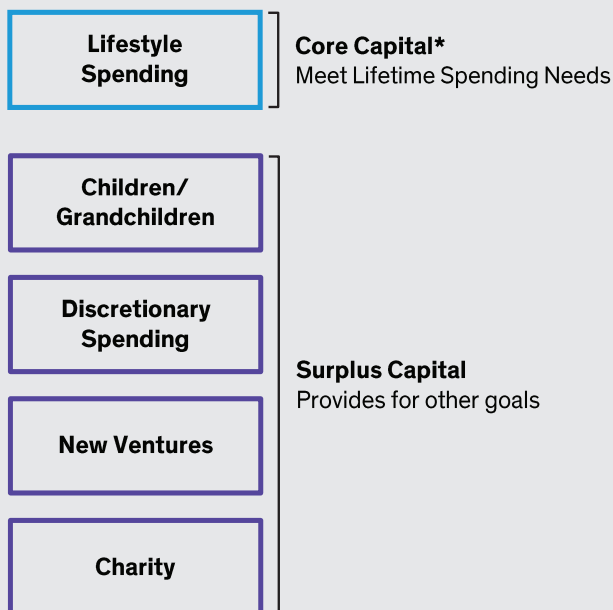 Lifestyle
Spending
Core Capital*
Meet Lifetime Spending Needs
Children/
Grandchildren
Discretionary
Spending
New Ventures
Charity
Surplus Capital
Provides for other goals